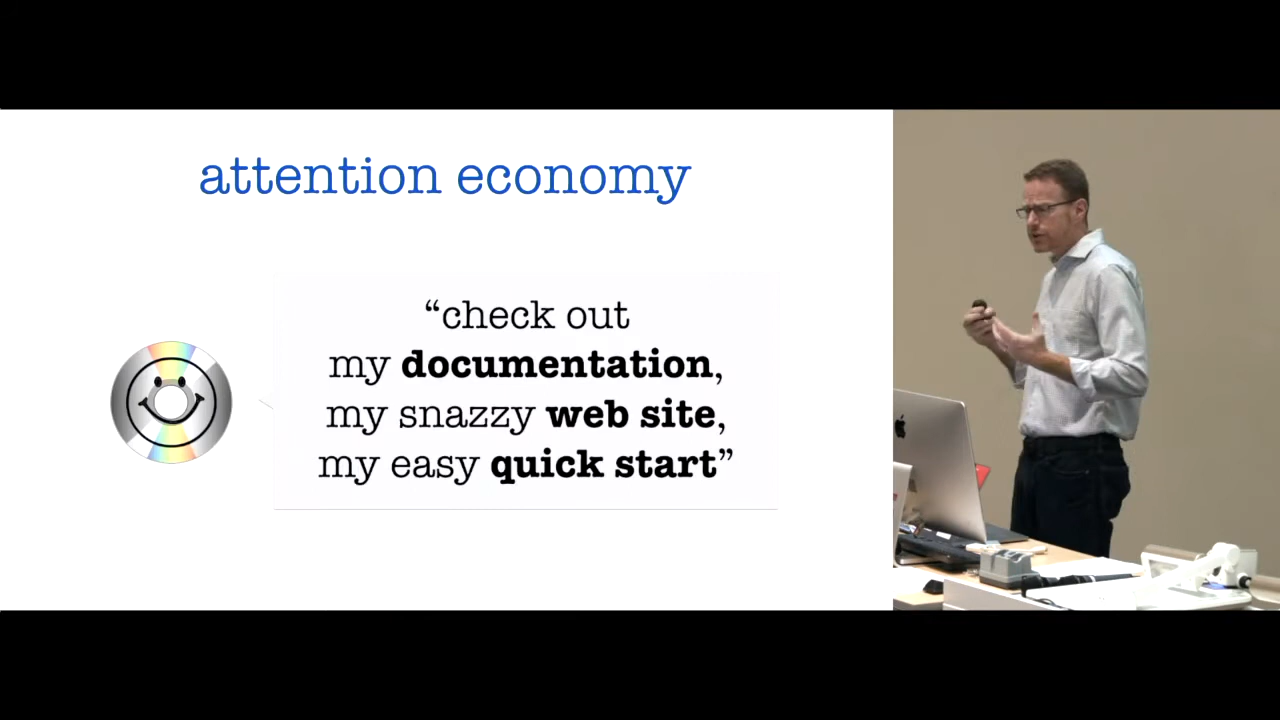 attention economy
“check out
my documentation,
my snazzy web site,
my easy quick start”